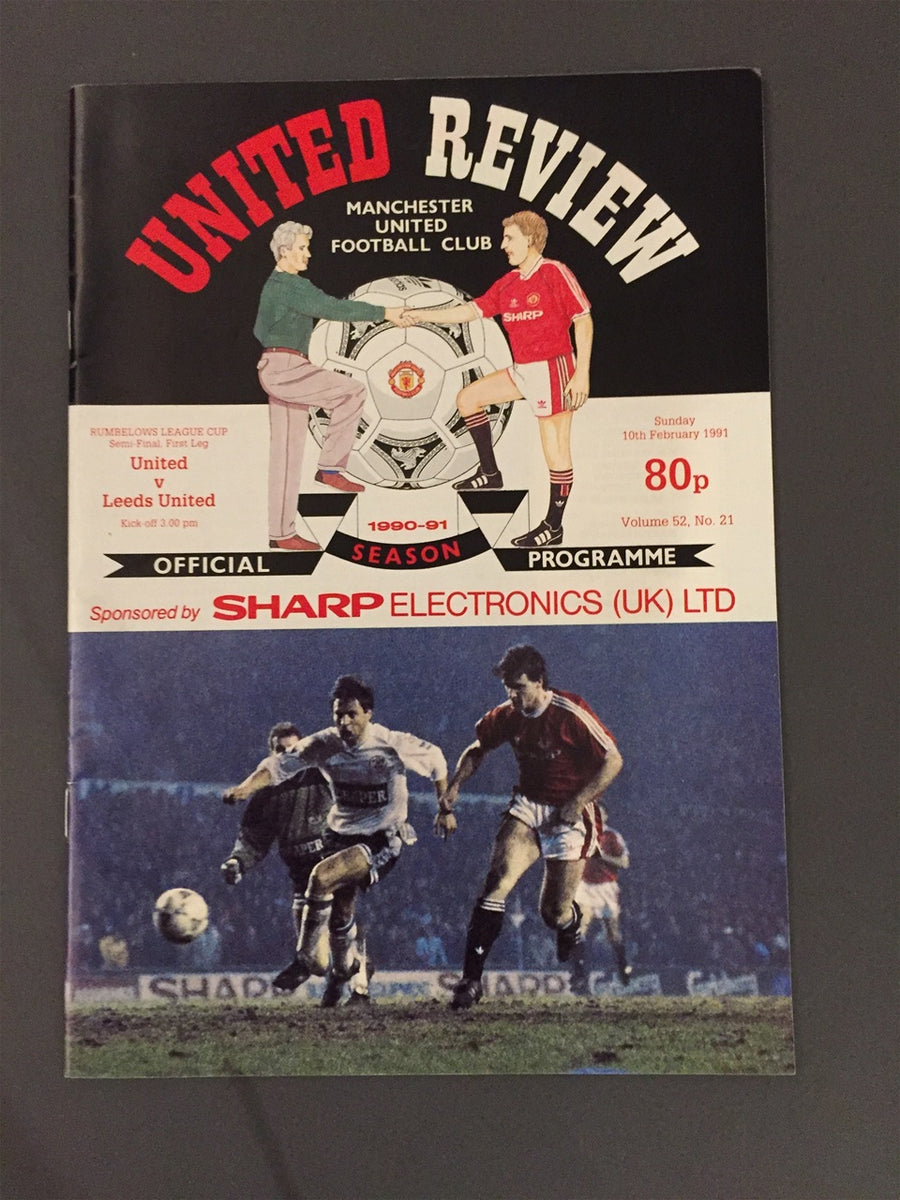 UNITED REVIEW
MANCHESTER
UNITED
FOOTBALL CLUB
SHARP
RUMBELOWS LEAGUE CUP
Semi-Final, First Leg
United
v
Leeds United
Kick-off 3.00 pm
Sunday
10th February 1991
80p
Volume 52, No. 21
1990-91
OFFICIAL SEASON PROGRAMME
Sponsored by SHARP ELECTRONICS (UK) LTD
SHARP
SHARP